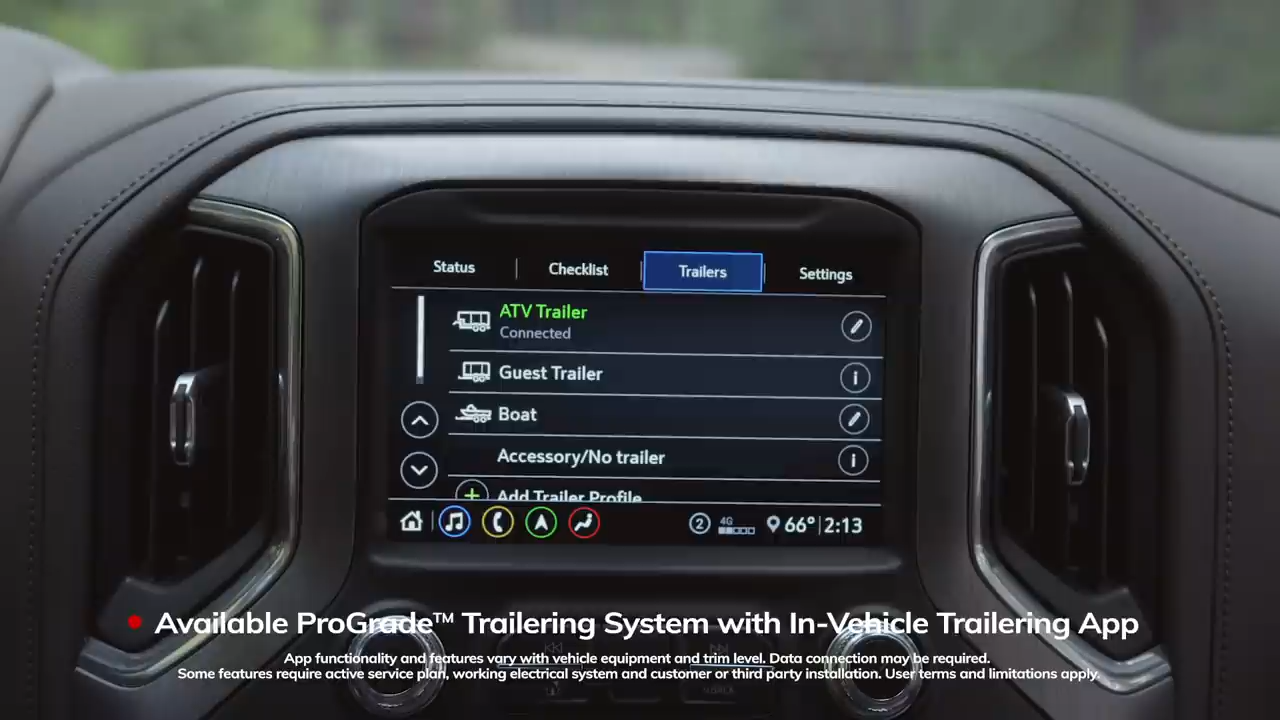 Status
Checklist
Trailers
Settings
ATV Trailer
Connected
Guest Trailer
Boat
Accessory/No trailer
Add Trailer Profile
2
4G
66° 2:13
Available ProGrade™ Trailering System with In-Vehicle Trailering App
App functionality and features vary with vehicle equipment and trim level. Data connection may be required.
Some features require active service plan, working electrical system and customer or third party installation. User terms and limitations apply.